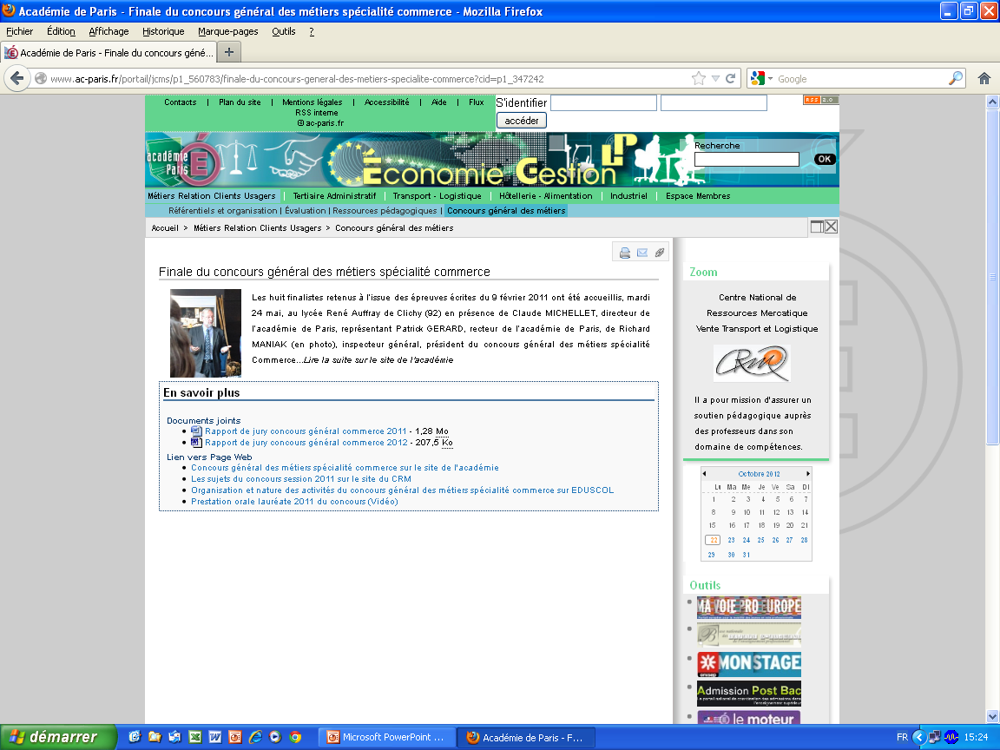 Académie de Paris - Finale du concours général des métiers spécialité commerce - Mozilla Firefox
Fichier Édition Affichage Historique Marque-pages Outils ?
Académie de Paris - Finale du concours géné... +
www.ac-paris.fr/portail/jcms/p1_560783/finale-du-concours-general-des-metiers-specialite-commerce?cid=p1_347242
Google
Contacts | Plan du site | Mentions légales | Accessibilité | Aide | Flux
RSS interne
© ac-paris.fr
S'identifier
accéder
RSS 2.0
académie
Paris
Économie Gestion
LP
Recherche
OK
Métiers Relation Clients Usagers | Tertiaire Administratif | Transport - Logistique | Hôtellerie - Alimentation | Industriel | Espace Membres
Référentiels et organisation | Évaluation | Ressources pédagogiques | Concours général des métiers
Accueil > Métiers Relation Clients Usagers > Concours général des métiers
Finale du concours général des métiers spécialité commerce
Les huit finalistes retenus à l'issue des épreuves écrites du 9 février 2011 ont été accueillis, mardi
24 mai, au lycée René Auffray de Clichy (92) en présence de Claude MICHELLET, directeur de
l'académie de Paris, représentant Patrick GERARD, recteur de l'académie de Paris, de Richard
MANIAK (en photo), inspecteur général, président du concours général des métiers spécialité
Commerce...Lire la suite sur le site de l'académie
En savoir plus
Documents joints
Rapport de jury concours général commerce 2011 - 1,28 Mo
Rapport de jury concours général commerce 2012 - 207,5 Ko
Lien vers Page Web
Concours général des métiers spécialité commerce sur le site de l'académie
Les sujets du concours session 2011 sur le site du CRM
Organisation et nature des activités du concours général des métiers spécialité commerce sur EDUSCOL
Prestation orale lauréate 2011 du concours (Vidéo)
Zoom
Centre National de
Ressources Mercatique
Vente Transport et Logistique
CRM
Il a pour mission d'assurer un
soutien pédagogique auprès
des professeurs dans son
domaine de compétences.
Octobre 2012
Lu Ma Me Je Ve Sa Di
1 2 3 4 5 6 7
8 9 10 11 12 13 14
15 16 17 18 19 20 21
22 23 24 25 26 27 28
29 30 31
Outils
MA VOIE PRO EUROPE
onisep MON STAGE
Admission Post Bac
le moteur
démarrer
Microsoft PowerPoint ...
Académie de Paris - F...
FR
15:24